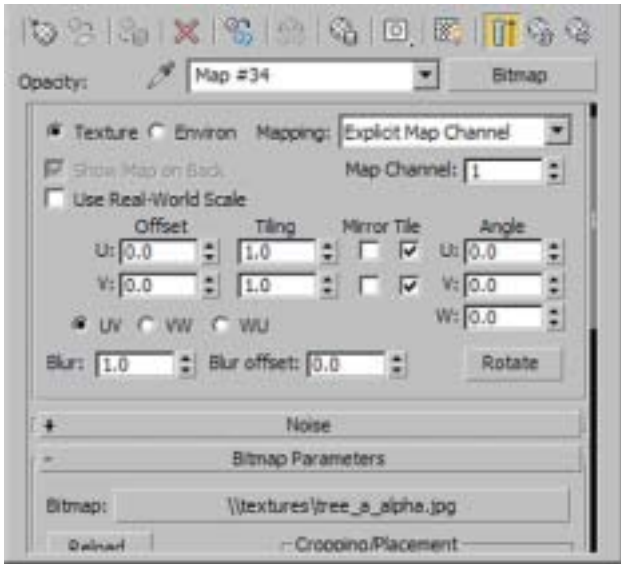 Opacity: Map #34 Bitmap
Texture Environ Mapping: Explicit Map Channel
Show Map on Back Map Channel: 1
Use Real-World Scale
Offset Tiling Mirror Tile Angle
U: 0.0 1.0 U: 0.0
V: 0.0 1.0 V: 0.0
UV VW WU W: 0.0
Blur: 1.0 Blur offset: 0.0 Rotate
+ Noise
- Bitmap Parameters
Bitmap: \\textures\tree_a_alpha.jpg
Reload Cropping/Placement